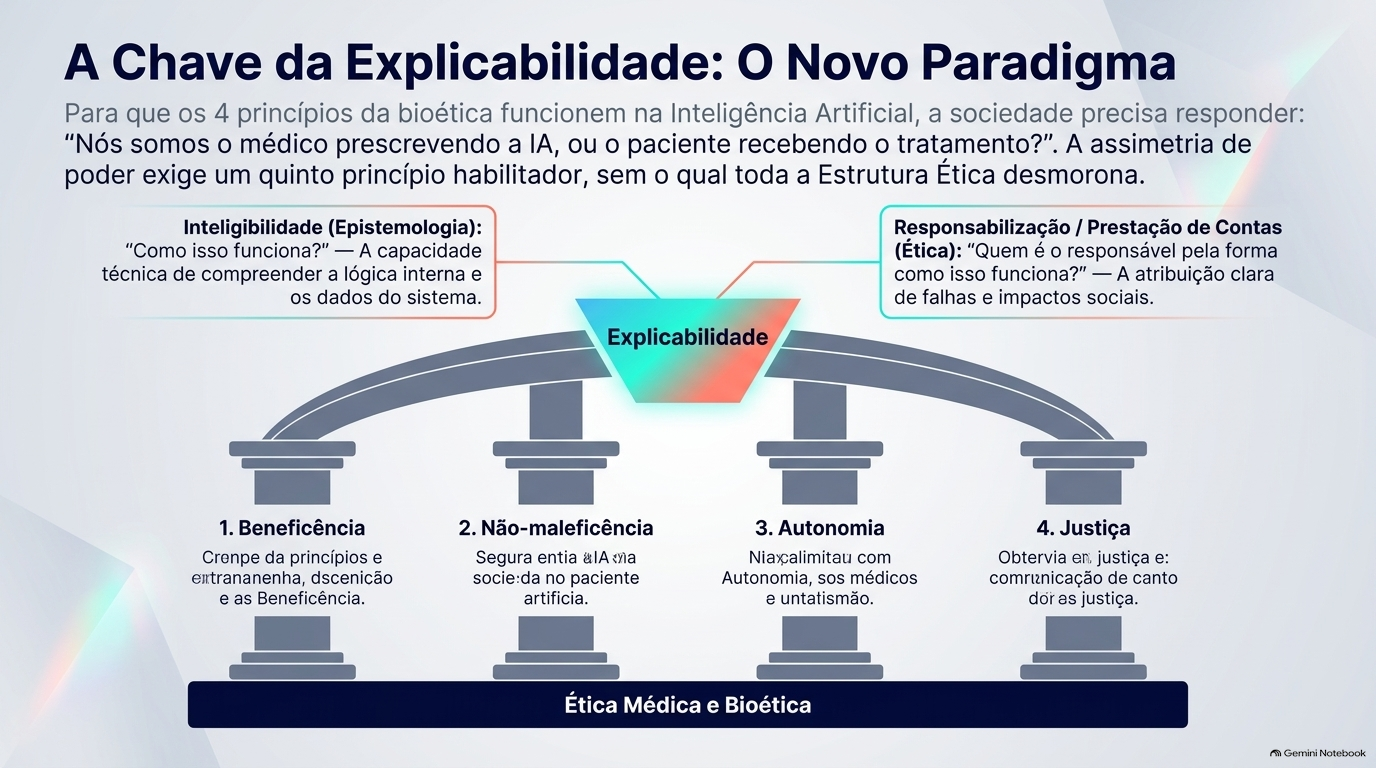 A Chave da Explicabilidade: O Novo Paradigma
Para que os 4 princípios da bioética funcionem na Inteligência Artificial, a sociedade precisa responder:
“Nós somos o médico prescrevendo a IA, ou o paciente recebendo o tratamento?”. A assimetria de
poder exige um quinto princípio habilitador, sem o qual toda a Estrutura Ética desmorona.
Inteligibilidade (Epistemologia):
“Como isso funciona?” — A capacidade
técnica de compreender a lógica interna e
os dados do sistema.
Responsabilização / Prestação de Contas
(Ética): “Quem é o responsável pela forma
como isso funciona?” — A atribuição clara
de falhas e impactos sociais.
Explicabilidade
1. Beneficência
da princípios e
e as Beneficência.
2. Não-maleficência
Segura entia
no paciente
artificia.
3. Autonomia
com
Autonomia, sos médicos
e untatismão.
4. Justiça
Obtervia justiça e:
de canto
as justiça.
Ética Médica e Bioética
Gemini Notebook